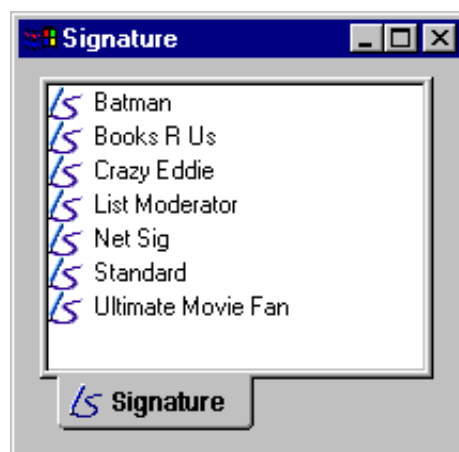 Signature
Batman
Books R Us
Crazy Eddie
List Moderator
Net Sig
Standard
Ultimate Movie Fan
Signature